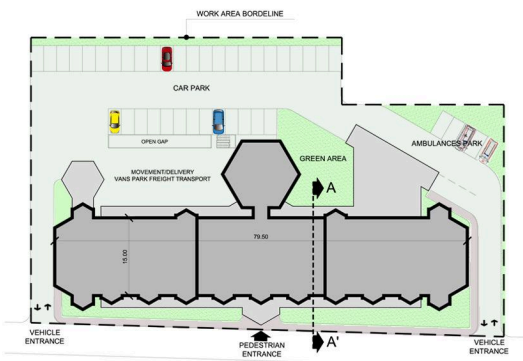 WORK AREA BORDELINE
CAR PARK
OPEN GAP
AMBULANCES PARK
GREEN AREA
MOVEMENT/DELIVERY
VANS PARK FREIGHT TRANSPORT
A
79.50
15.00
VEHICLE
ENTRANCE
PEDESTRIAN
ENTRANCE
A'
VEHICLE
ENTRANCE